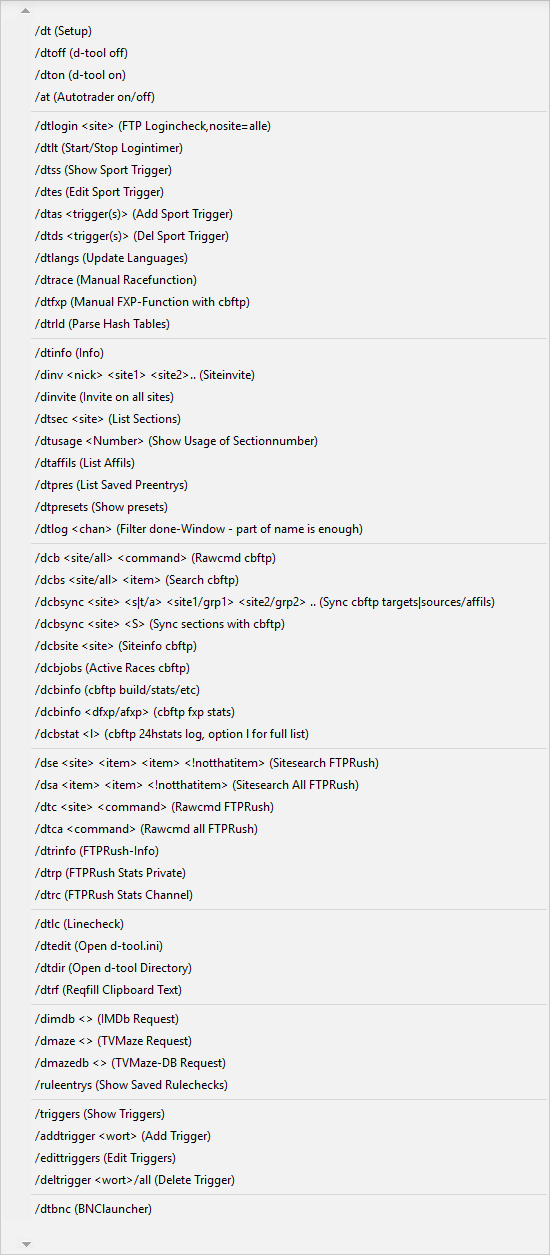 /dt (Setup)
/dtoff (d-tool off)
/dton (d-tool on)
/at (Autotrader on/off)
/dtlogin <site> (FTP Logincheck,nosite=alle)
/dtlt (Start/Stop Logintimer)
/dtss (Show Sport Trigger)
/dtes (Edit Sport Trigger)
/dtas <trigger(s)> (Add Sport Trigger)
/dtds <trigger(s)> (Del Sport Trigger)
/dtlangs (Update Languages)
/dtrace (Manual Racefunction)
/dtfxp (Manual FXP-Function with cbftp)
/dtrld (Parse Hash Tables)
/dtinfo (Info)
/dinv <nick> <site1> <site2>.. (Siteinvite)
/dinvite (Invite on all sites)
/dtsec <site> (List Sections)
/dtusage <Number> (Show Usage of Sectionnumber)
/dtaffils (List Affils)
/dtpres (List Saved Preentrys)
/dtpresets (Show presets)
/dtlog <chan> (Filter done-Window - part of name is enough)
/dcb <site/all> <command> (Rawcmd cbftp)
/dcbs <site/all> <item> (Search cbftp)
/dcbsync <site> <s|t/a> <site1/grp1> <site2/grp2> .. (Sync cbftp targets|sources/affils)
/dcbsync <site> <S> (Sync sections with cbftp)
/dcbsite <site> (Siteinfo cbftp)
/dcbjobs (Active Races cbftp)
/dcbinfo (cbftp build/stats/etc)
/dcbinfo <dfxp/afxp> (cbftp fxp stats)
/dcbstat <l> (cbftp 24hstats log, option l for full list)
/dse <site> <item> <item> <!notthatitem> (Sitesearch FTPRush)
/dsa <item> <item> <!notthatitem> (Sitesearch All FTPRush)
/dtc <site> <command> (Rawcmd FTPRush)
/dtca <command> (Rawcmd all FTPRush)
/dtrinfo (FTPRush-Info)
/dtrp (FTPRush Stats Private)
/dtrc (FTPRush Stats Channel)
/dtlc (Linecheck)
/dtedit (Open d-tool.ini)
/dtdir (Open d-tool Directory)
/dtrf (Reqfill Clipboard Text)
/dimdb <> (IMDb Request)
/dmaze <> (TVMaze Request)
/dmazedb <> (TVMaze-DB Request)
/ruleentrys (Show Saved Rulechecks)
/triggers (Show Triggers)
/addtrigger <wort> (Add Trigger)
/edittriggers (Edit Triggers)
/deltrigger <wort>/all (Delete Trigger)
/dtbnc (BNClauncher)